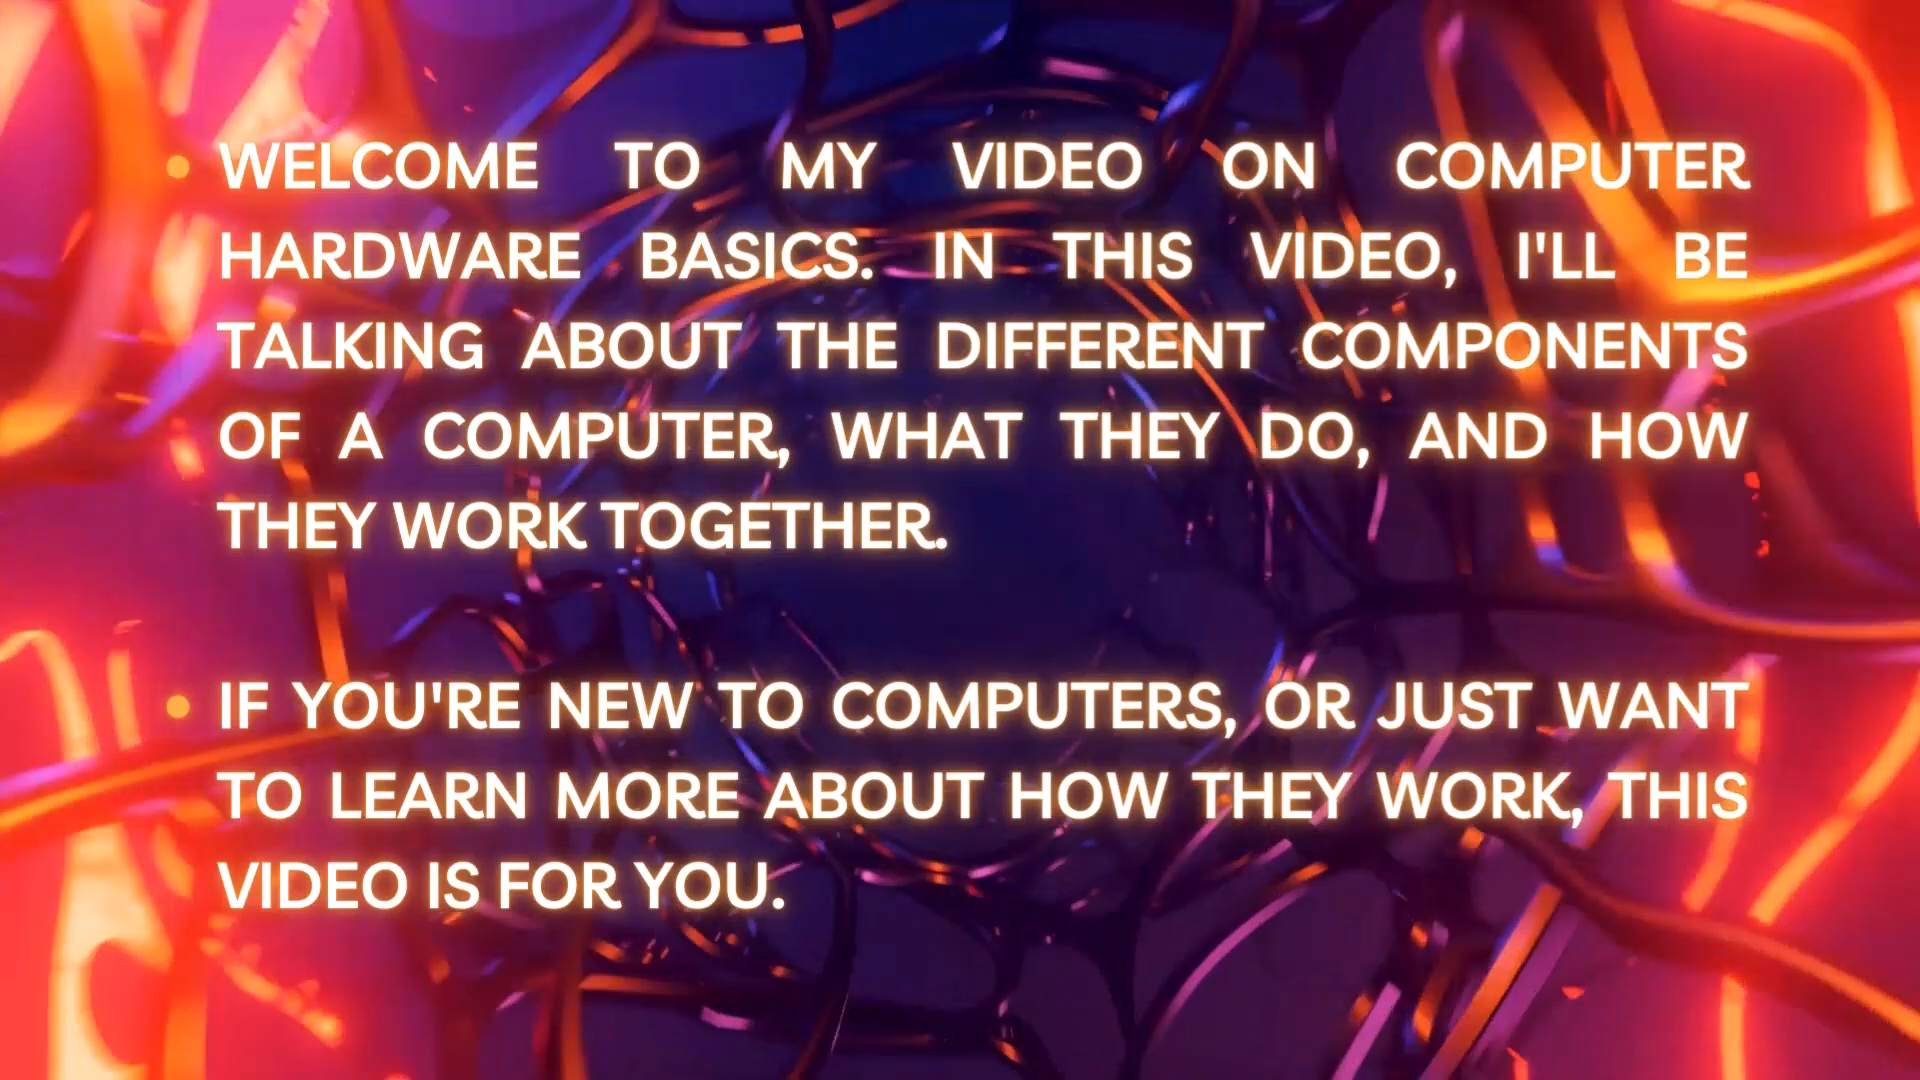 • WELCOME TO MY VIDEO ON COMPUTER
HARDWARE BASICS. IN THIS VIDEO, I'LL BE
TALKING ABOUT THE DIFFERENT COMPONENTS
OF A COMPUTER, WHAT THEY DO, AND HOW
THEY WORK TOGETHER.
• IF YOU'RE NEW TO COMPUTERS, OR JUST WANT
TO LEARN MORE ABOUT HOW THEY WORK, THIS
VIDEO IS FOR YOU.